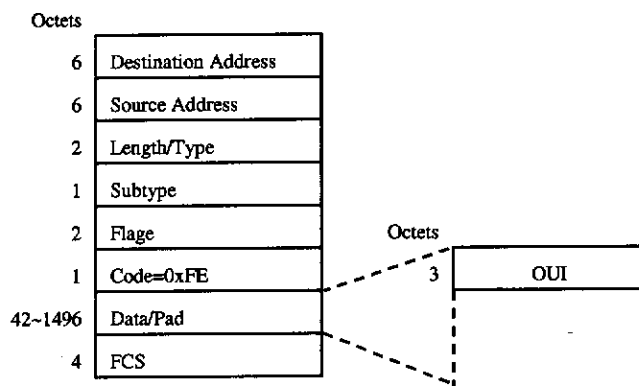 Octets
6 Destination Address
6 Source Address
2 Length/Type
1 Subtype
2 Flage
1 Code=0xFE
42~1496 Data/Pad
4 FCS
Octets
3 OUI